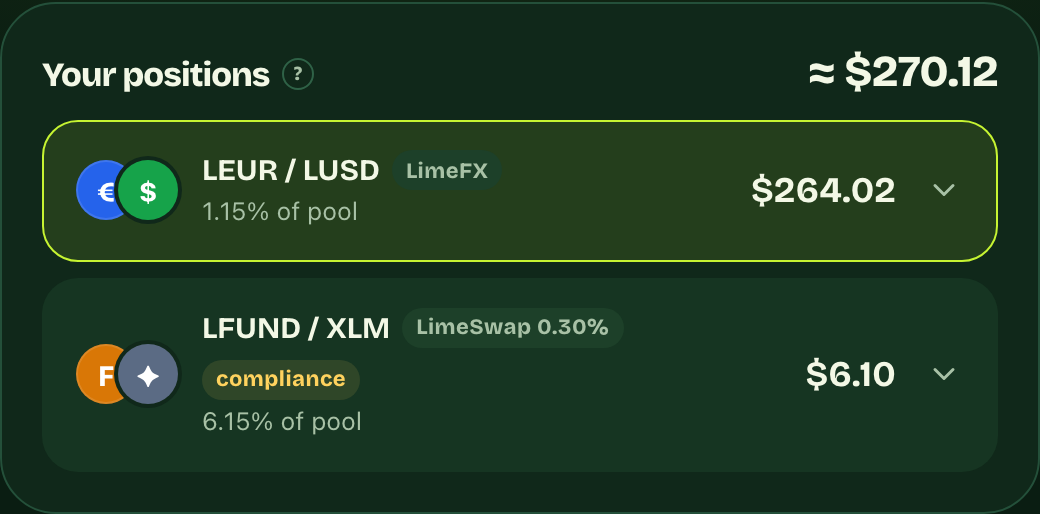 Your positions ?
≈ $270.12
€ $
LEUR / LUSD LimeFX
1.15% of pool
$264.02
F
LFUND / XLM LimeSwap 0.30%
compliance
6.15% of pool
$6.10